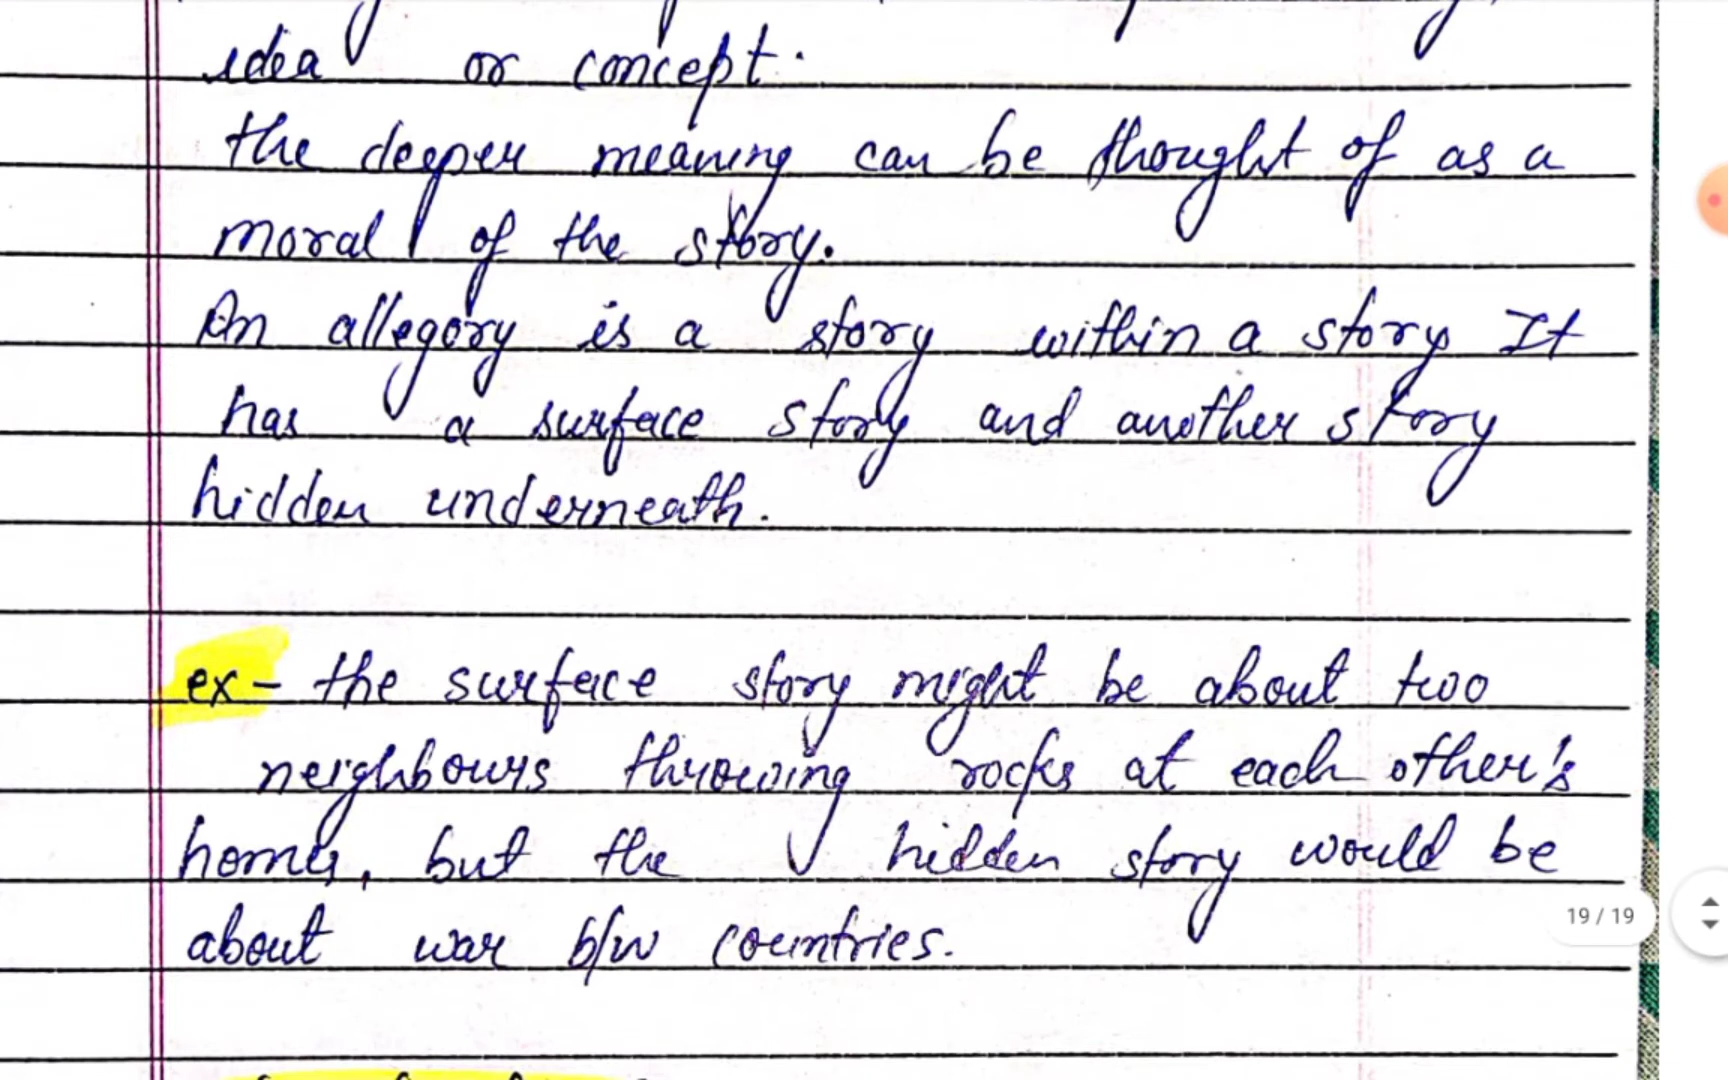 idea or concept.
the deeper meaning can be thought of as a
moral of the story.
An allegory is a story within a story It
has a surface story and another story
hidden underneath.
ex - the surface story might be about two
neighbours throwing rocks at each other's
homes, but the hidden story would be
about war b/w countries.
19 / 19